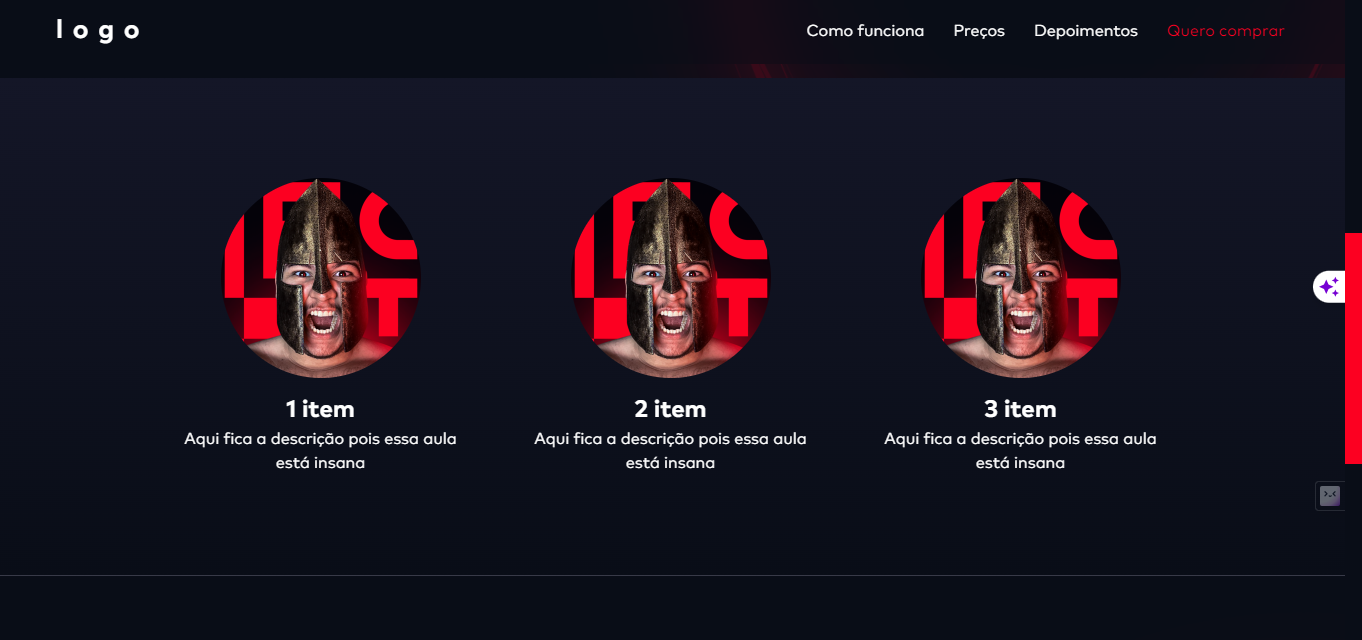 logo
Como funciona
Preços
Depoimentos
Quero comprar
1 item
Aqui fica a descrição pois essa aula
está insana
2 item
Aqui fica a descrição pois essa aula
está insana
3 item
Aqui fica a descrição pois essa aula
está insana